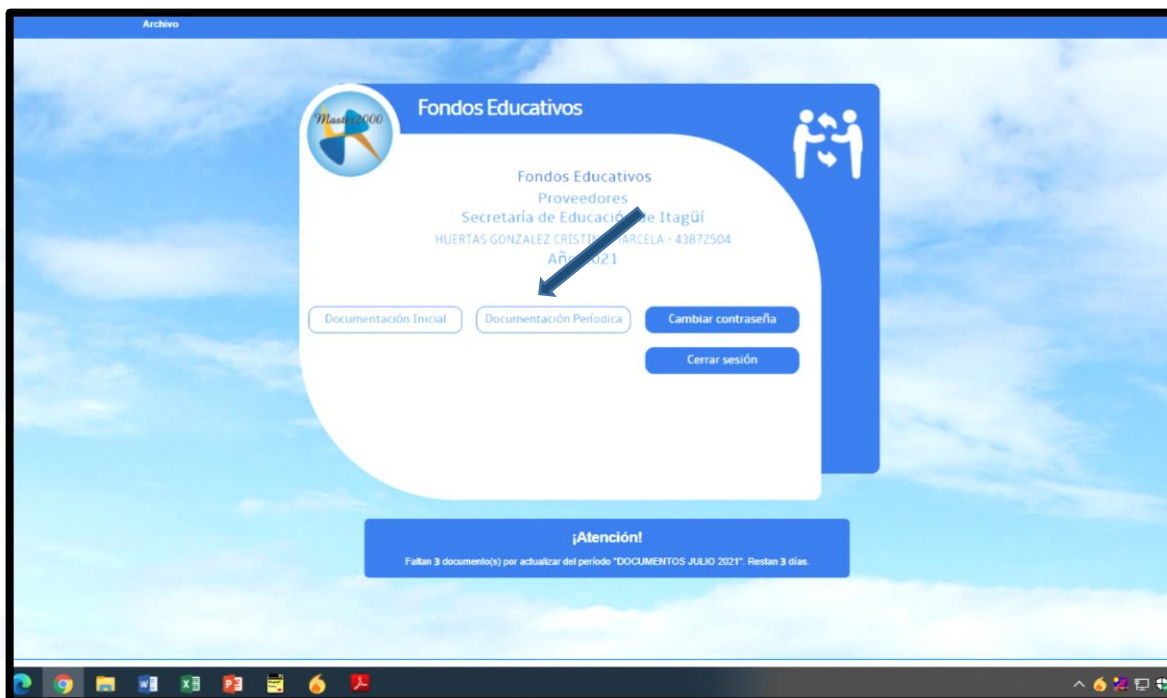 Archivo
Master2000
Fondos Educativos
Fondos Educativos
Proveedores
Secretaría de Educación de Itagüí
HUERTAS GONZALEZ CRISTINA MARCELA - 43872504
Año 2021
Documentación Inicial
Documentación Períodica
Cambiar contraseña
Cerrar sesión
¡Atención!
Faltan 3 documento(s) por actualizar del período "DOCUMENTOS JULIO 2021". Restan 3 días.